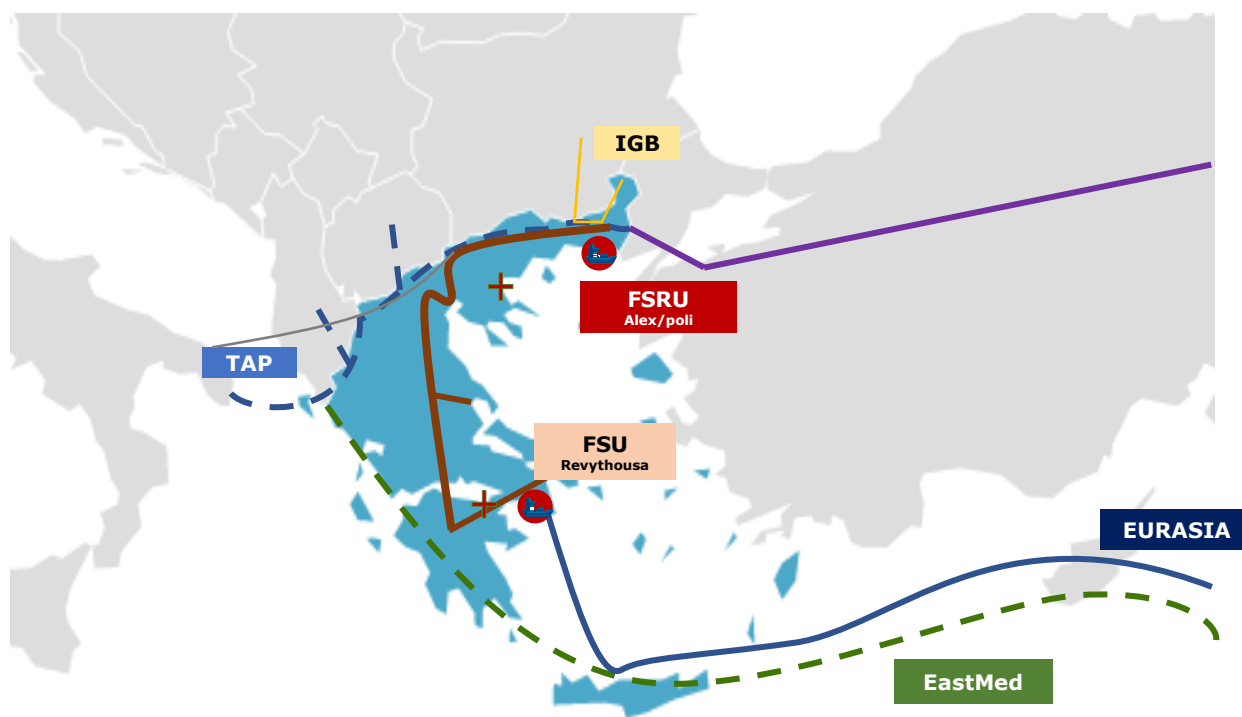 IGB
FSRU
Alex/poli
TAP
FSU
Revythousa
EURASIA
EastMed